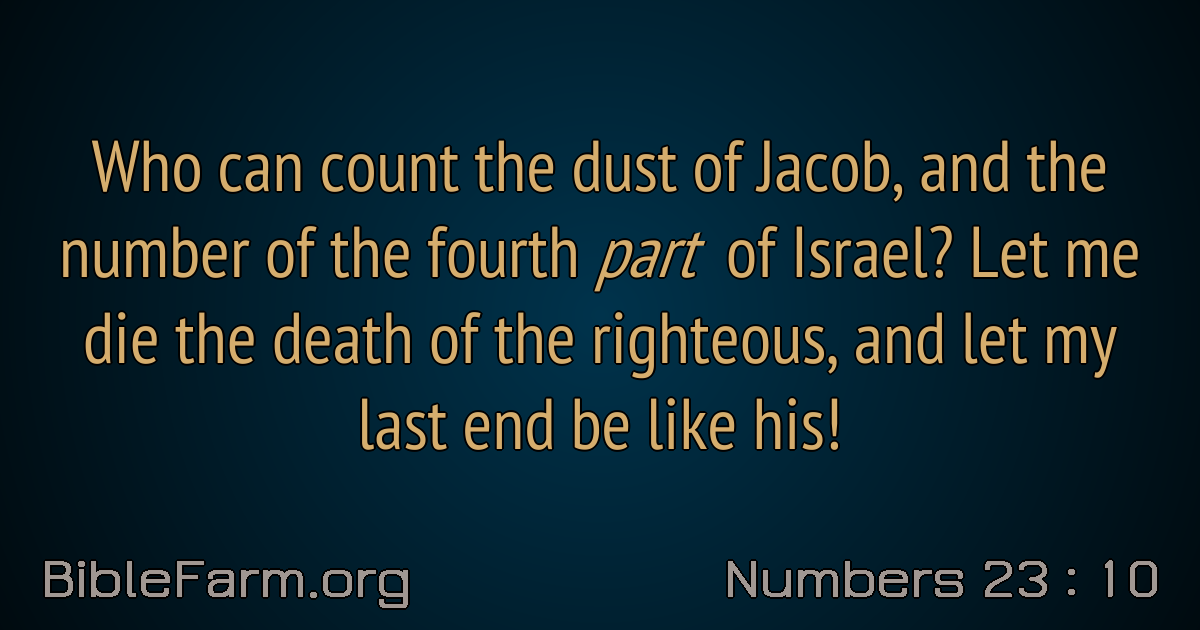 Who can count the dust of Jacob, and the
number of the fourth part of Israel? Let me
die the death of the righteous, and let my
last end be like his!
BibleFarm.org
Numbers 23 : 10